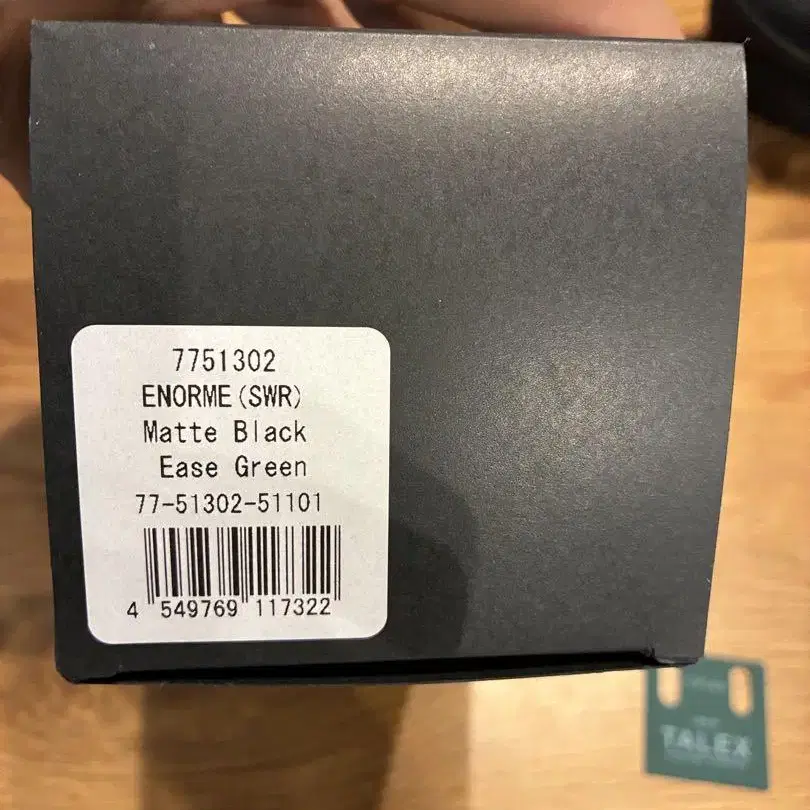 7751302
ENORME(SWR)
Matte Black
Ease Green
77-51302-51101
4 549769 117322
TALEX